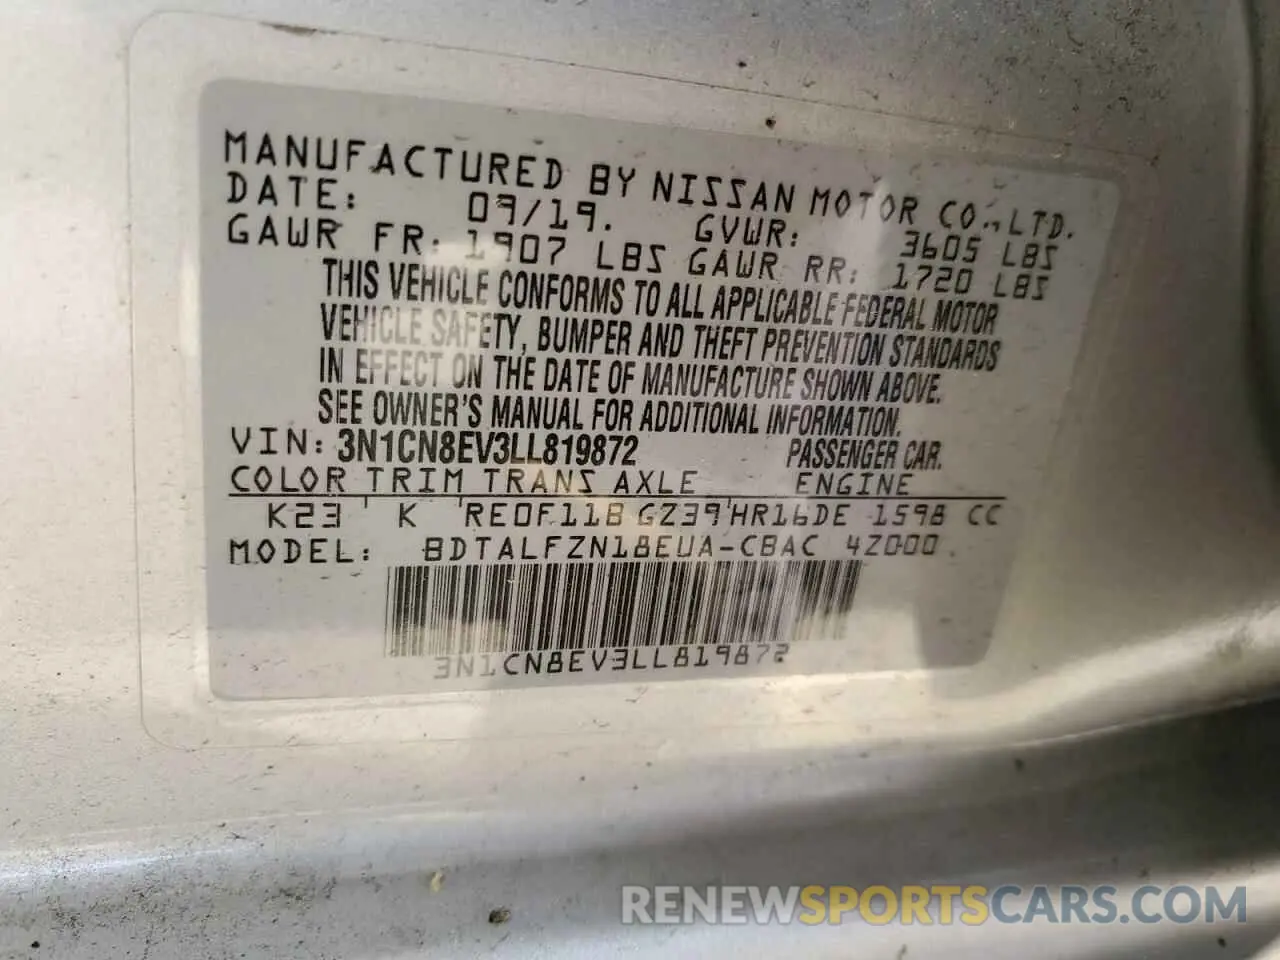 MANUFACTURED BY NISSAN MOTOR CO.,LTD.
DATE: 09/19. GVWR: 3605 LBS
GAWR FR: 1907 LBS GAWR RR: 1720 LBS
THIS VEHICLE CONFORMS TO ALL APPLICABLE FEDERAL MOTOR
VEHICLE SAFETY, BUMPER AND THEFT PREVENTION STANDARDS
IN EFFECT ON THE DATE OF MANUFACTURE SHOWN ABOVE.
SEE OWNER'S MANUAL FOR ADDITIONAL INFORMATION.
VIN: 3N1CN8EV3LL819872 PASSENGER CAR.
COLOR TRIM TRANS AXLE ENGINE
K23 K RE0F11B GZ39 HR16DE 1598 CC
MODEL: BDTALFZN18EUA-CBAC 4Z000
3N1CN8EV3LL819872
RENEWSPORTSCARS.COM